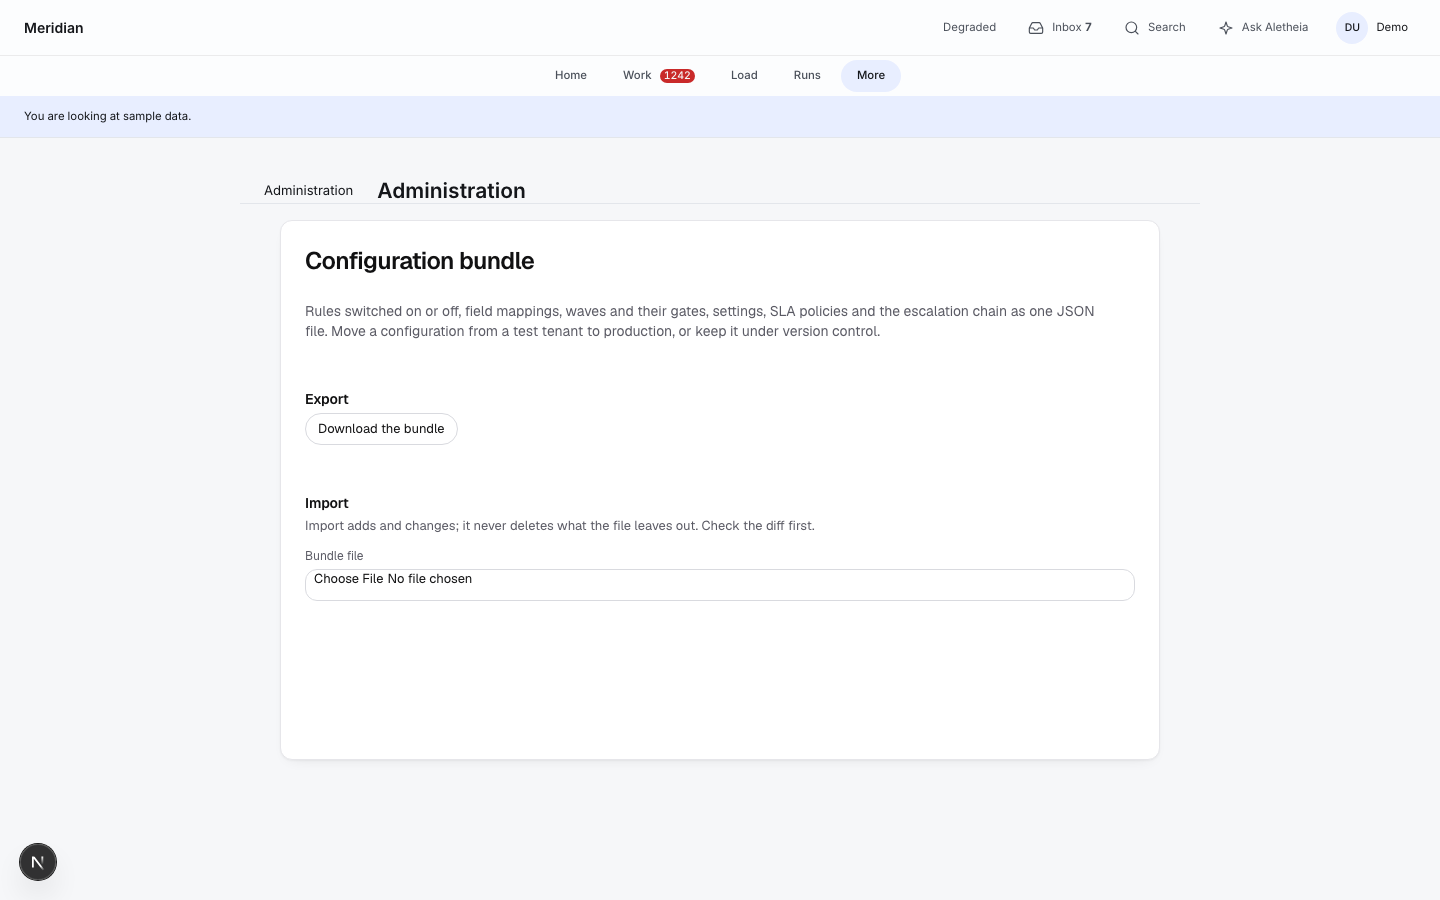 Meridian
Degraded
Inbox 7
Search
Ask Aletheia
DU
Demo
Home
Work 1242
Load
Runs
More
You are looking at sample data.
Administration
Administration
Configuration bundle
Rules switched on or off, field mappings, waves and their gates, settings, SLA policies and the escalation chain as one JSON
file. Move a configuration from a test tenant to production, or keep it under version control.
Export
Download the bundle
Import
Import adds and changes; it never deletes what the file leaves out. Check the diff first.
Bundle file
Choose File No file chosen
N